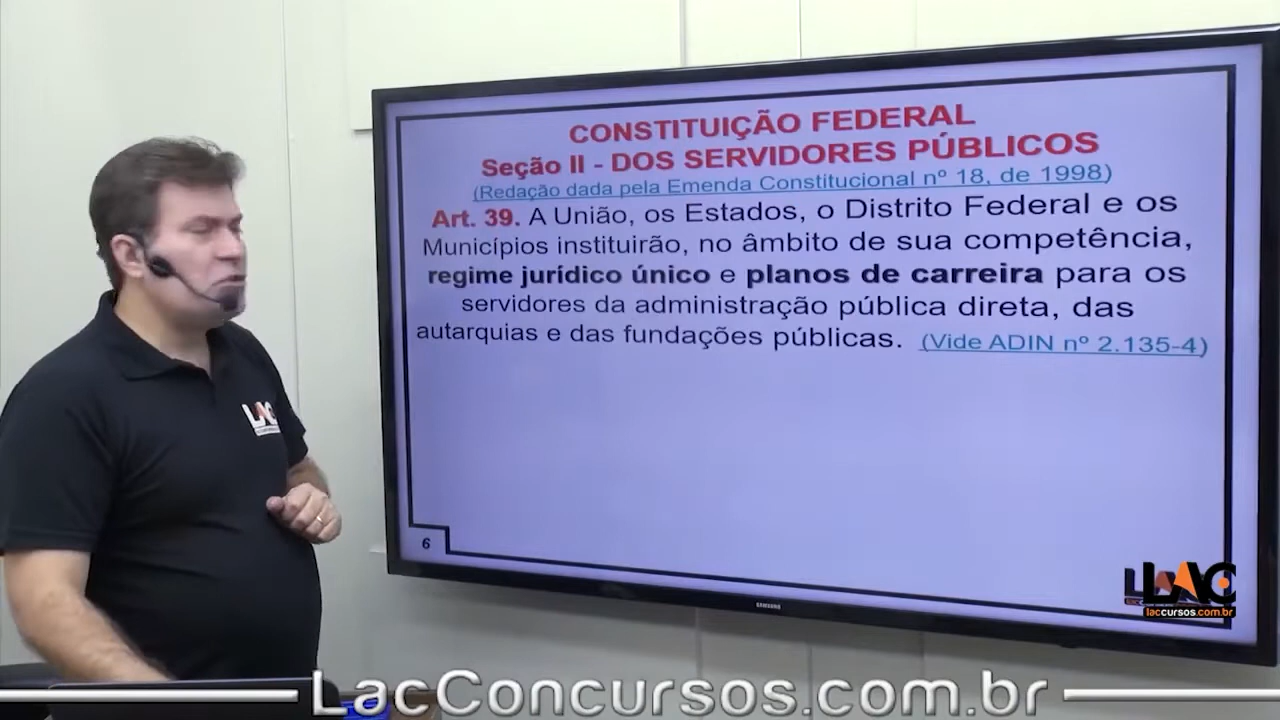 CONSTITUIÇÃO FEDERAL
Seção II - DOS SERVIDORES PÚBLICOS
(Redação dada pela Emenda Constitucional nº 18, de 1998)
Art. 39. A União, os Estados, o Distrito Federal e os
Municípios instituirão, no âmbito de sua competência,
regime jurídico único e planos de carreira para os
servidores da administração pública direta, das
autarquias e das fundações públicas. (Vide ADIN nº 2.135-4)
6
LAC
LAC
laccursos.com.br
SAMSUNG
LacConcursos.com.br